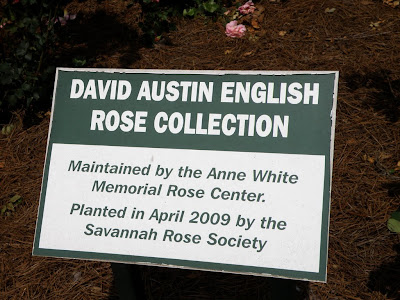 DAVID AUSTIN ENGLISH
ROSE COLLECTION
Maintained by the Anne White
Memorial Rose Center.
Planted in April 2009 by the
Savannah Rose Society